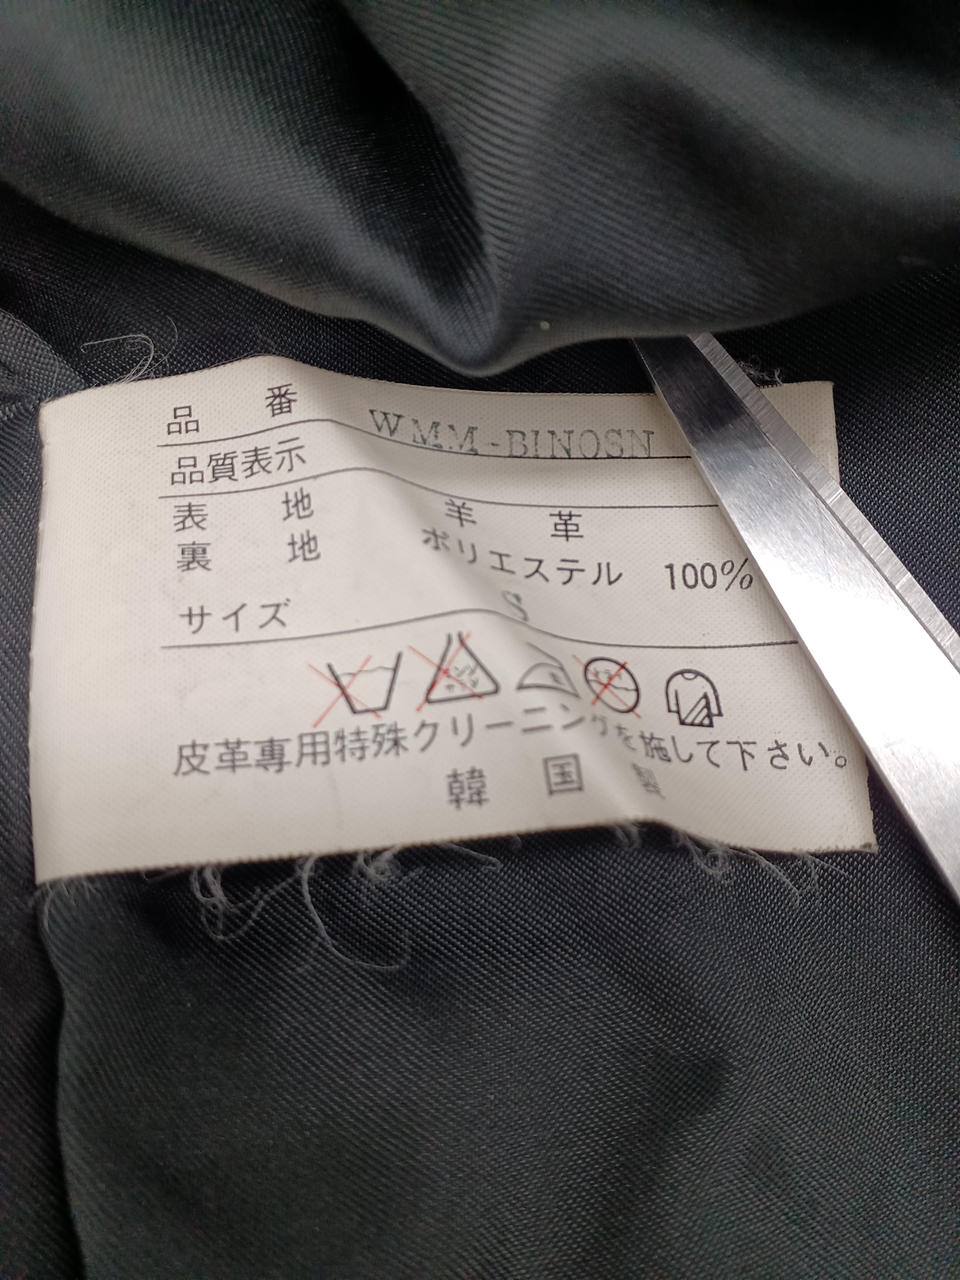 品番 WMM-BINOSN
品質表示
表地 羊革
裏地 ポリエステル 100%
サイズ S
皮革専用特殊クリーニングを施して下さい。
韓国製